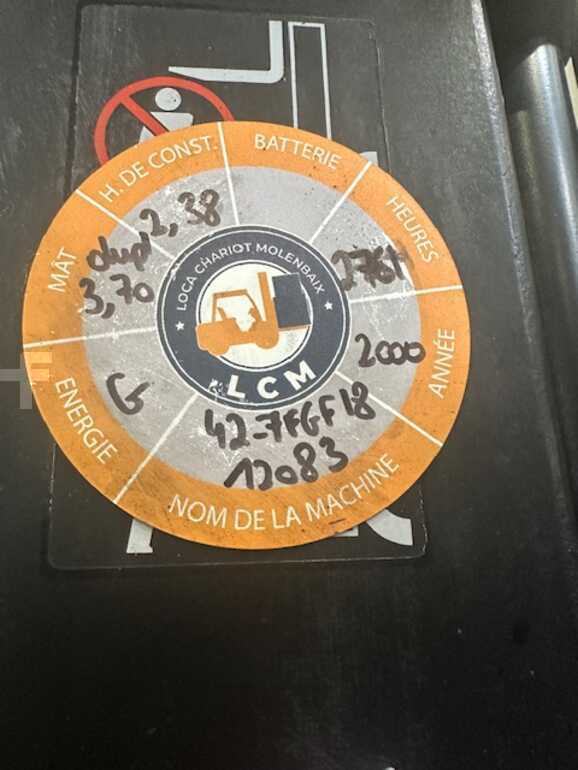 H. DE CONST.
2,38
BATTERIE
HEURES
276H
ANNÉE
2000
NOM DE LA MACHINE
42-7FGF18
12083
ENERGIE
G
MÂT
dupl
3,70
LOCA CHARIOT MOLENBAIX
LCM